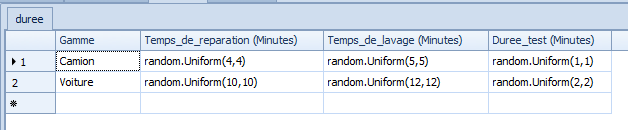 duree
Gamme Temps_de_reparation (Minutes) Temps_de_lavage (Minutes) Duree_test (Minutes)
1 Camion random.Uniform(4,4) random.Uniform(5,5) random.Uniform(1,1)
2 Voiture random.Uniform(10,10) random.Uniform(12,12) random.Uniform(2,2)